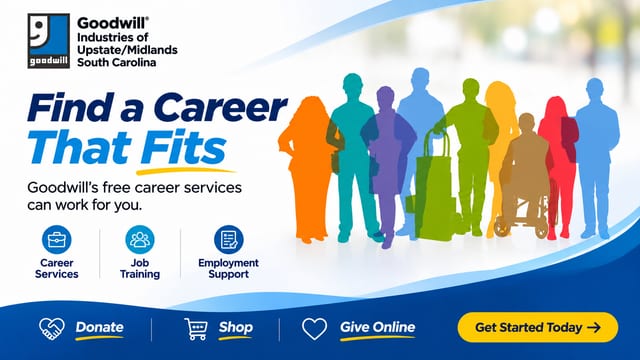 Goodwill®
Industries of
Upstate/Midlands
South Carolina
goodwill
Find a Career
That Fits
Goodwill's free career services
can work for you.
Career
Services
Job
Training
Employment
Support
Donate
Shop
Give Online
Get Started Today →